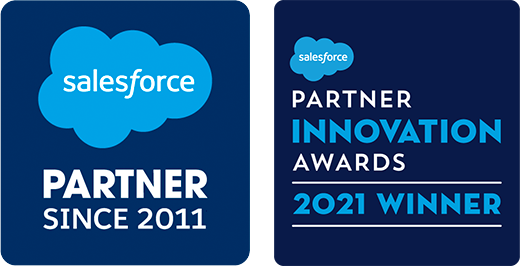 salesforce
PARTNER
SINCE 2011
salesforce
PARTNER
INNOVATION
AWARDS
2021 WINNER